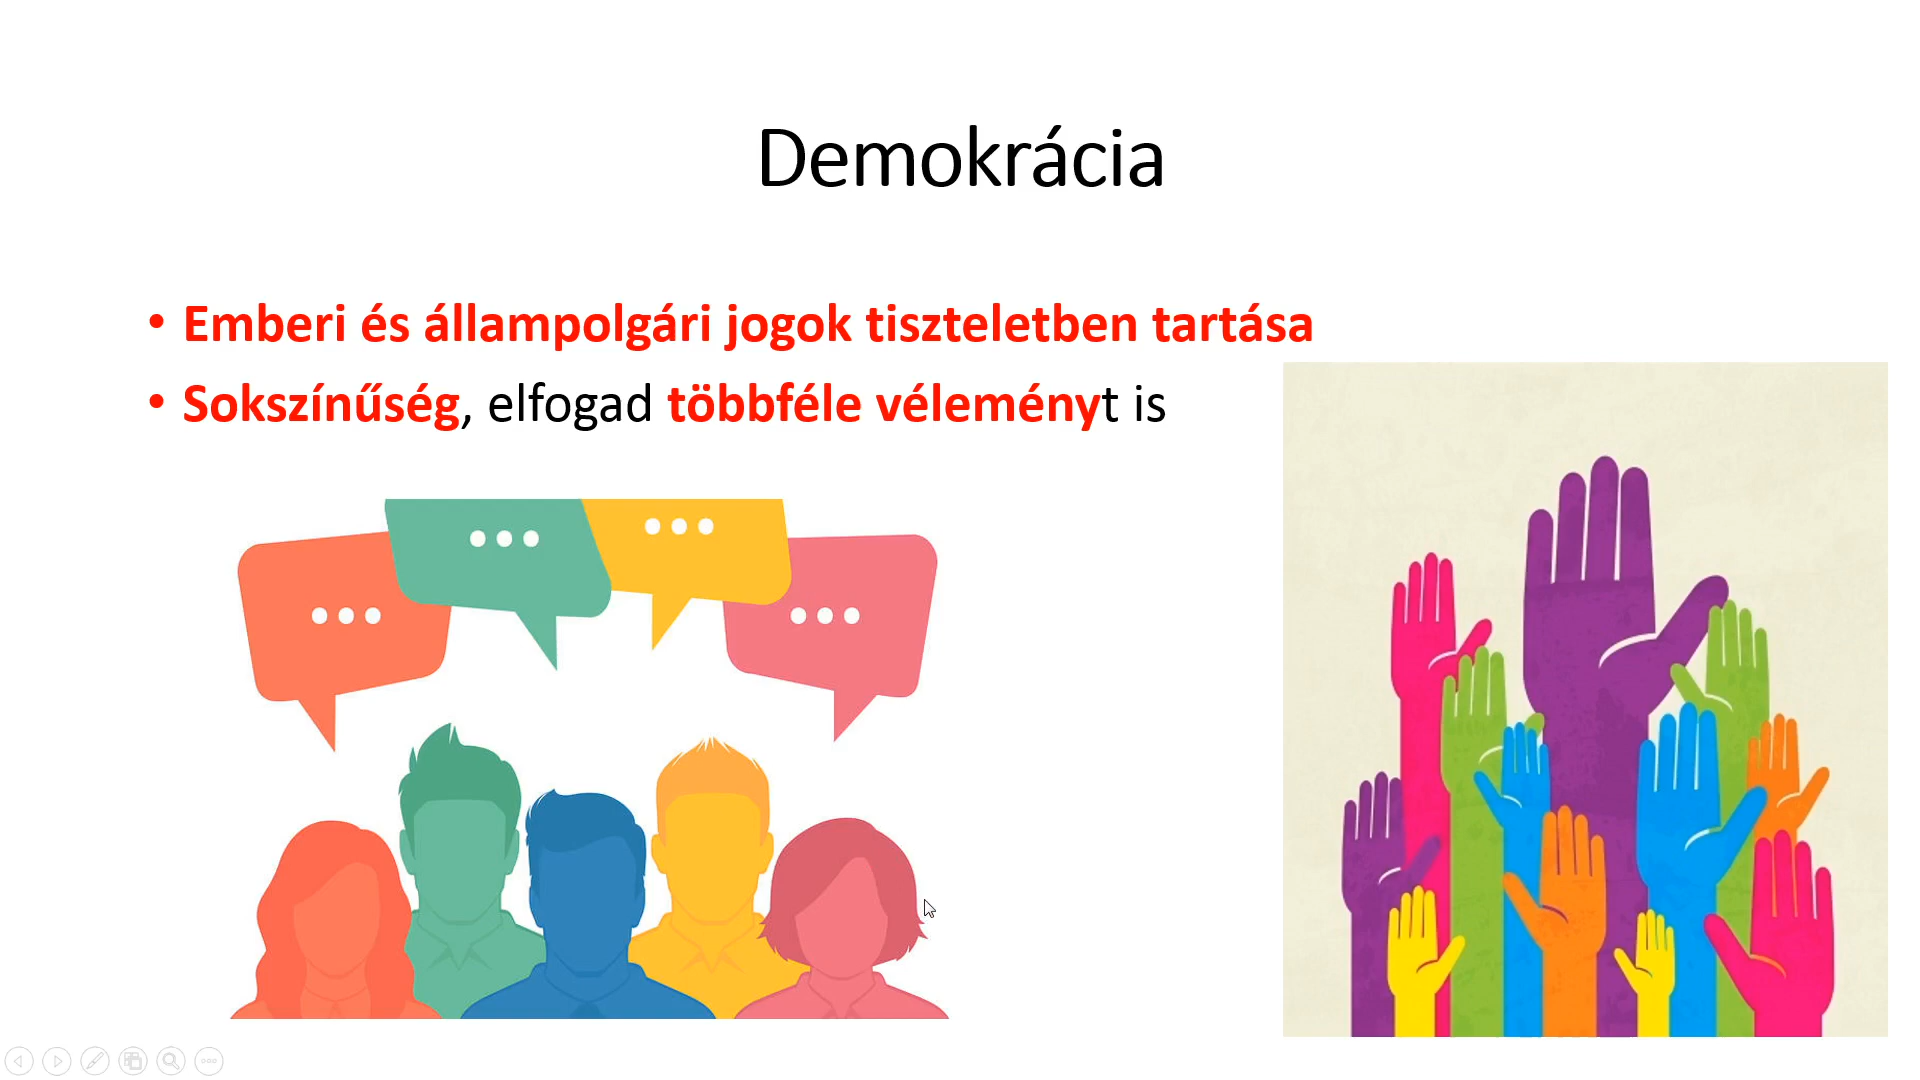 Demokrácia
• Emberi és állampolgári jogok tiszteletben tartása
• Sokszínűség, elfogad többféle véleményt is